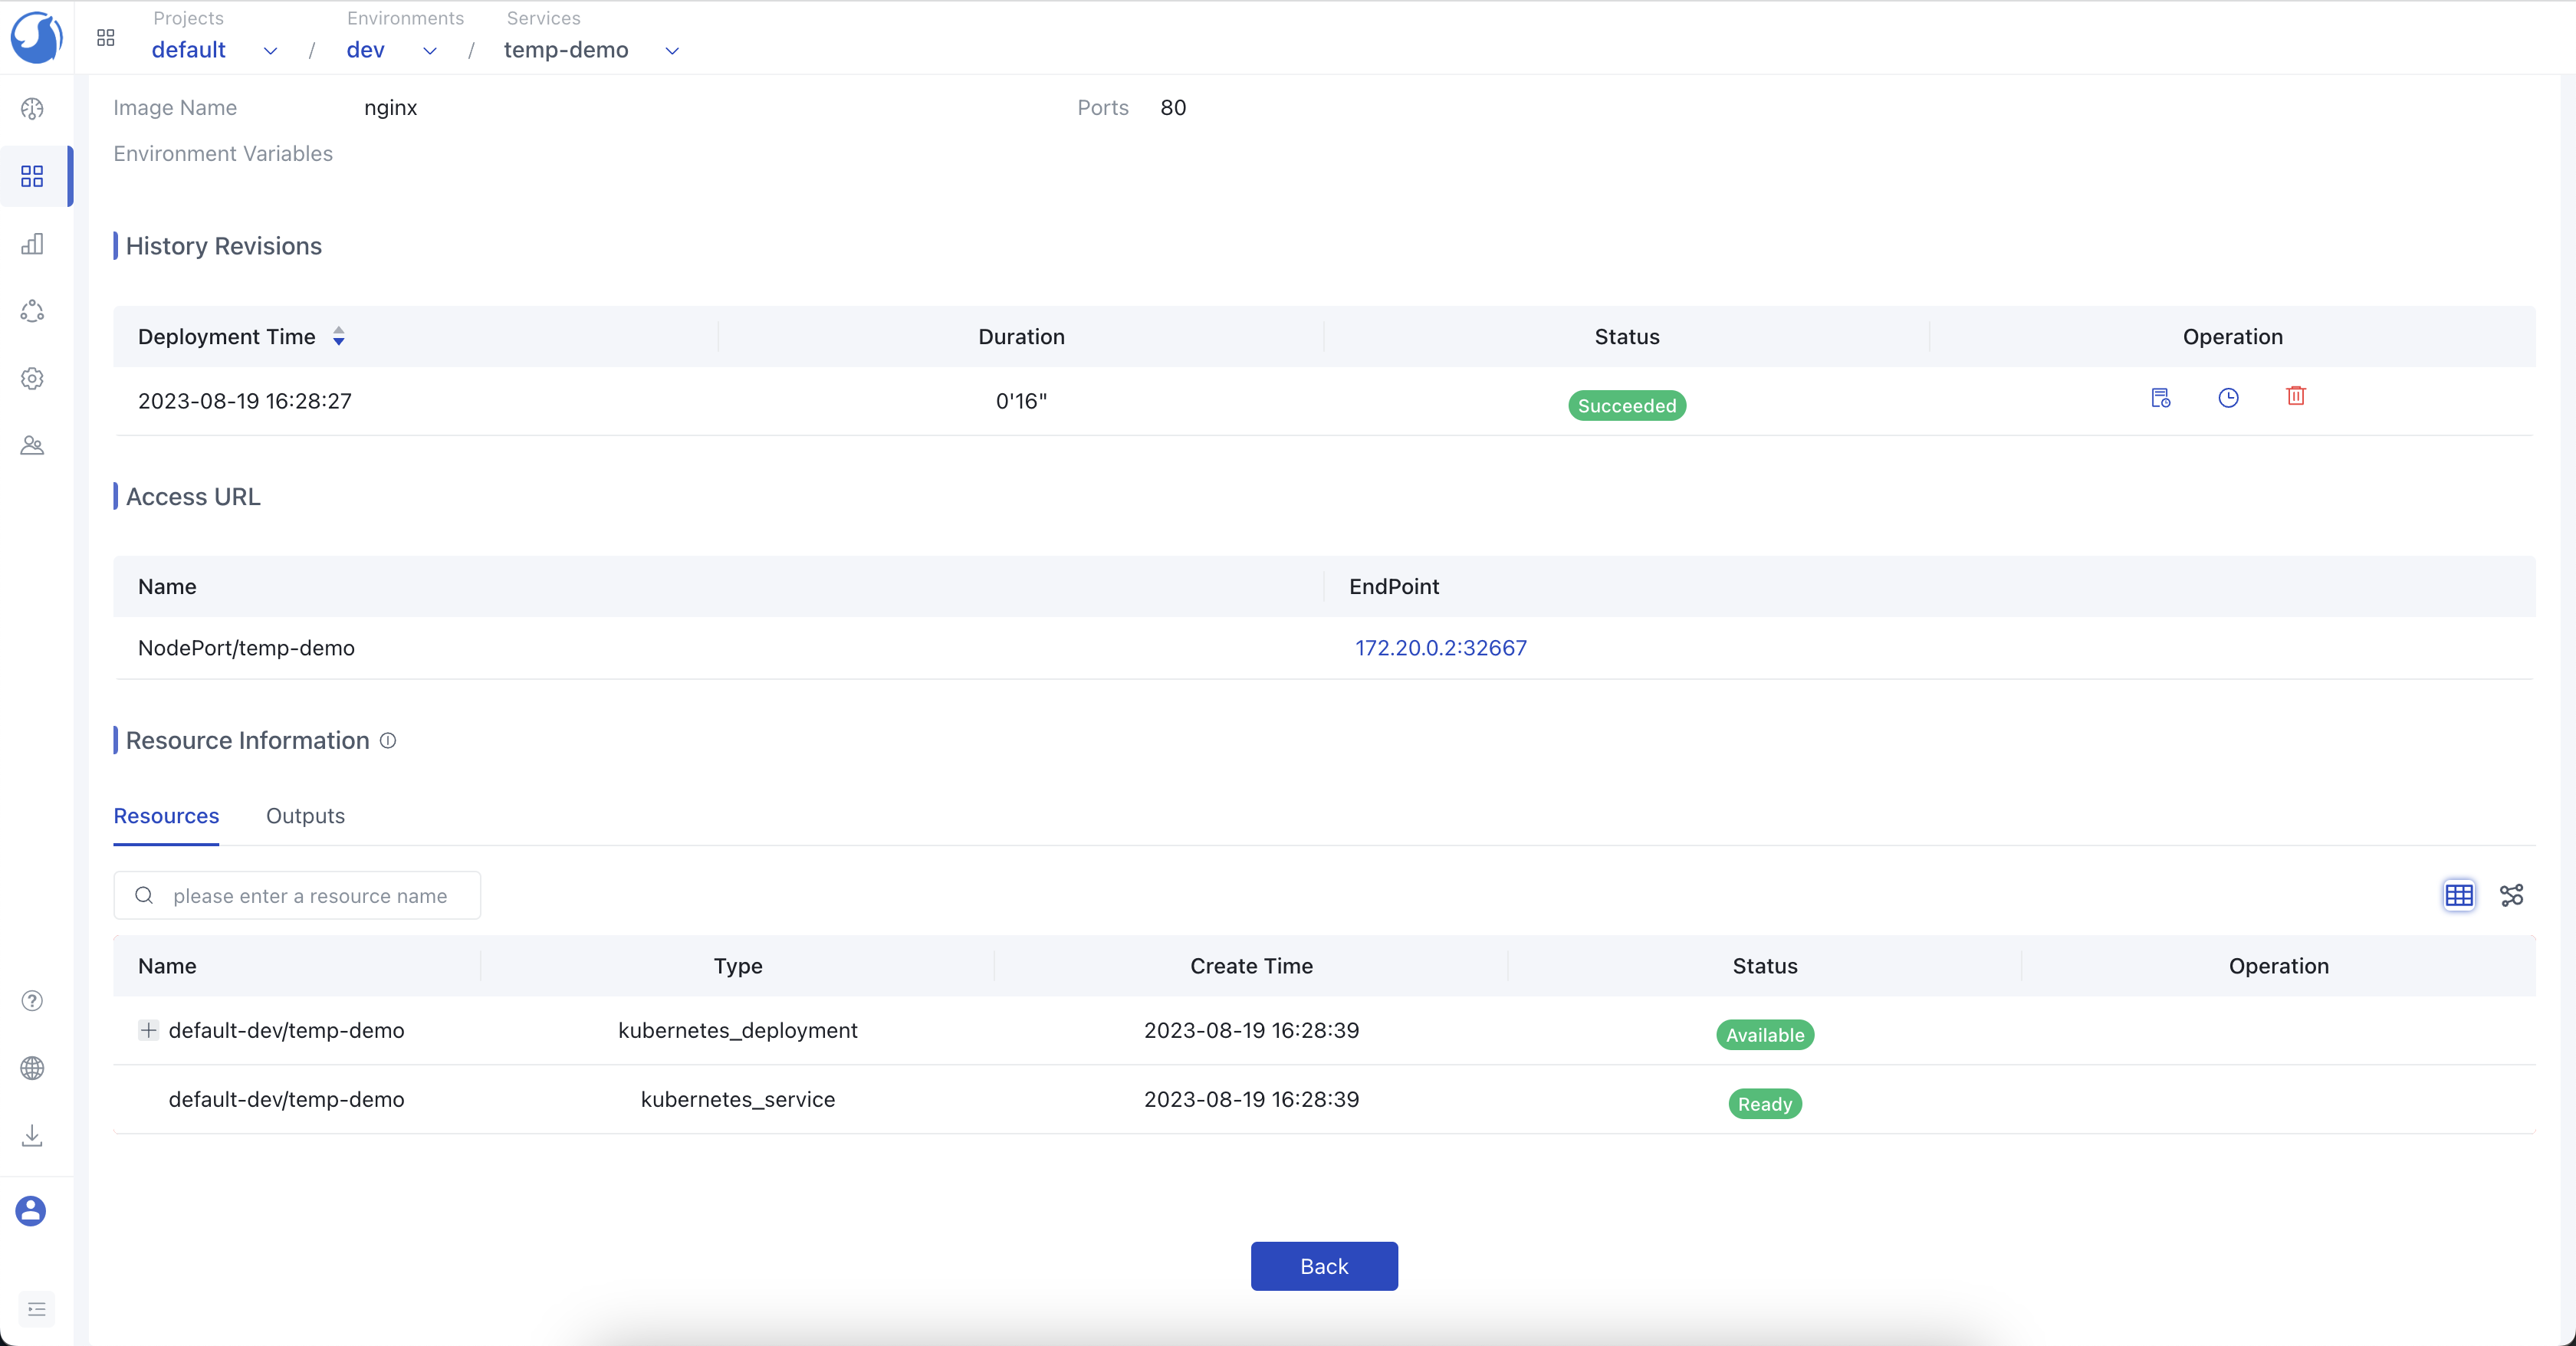 Projects Environments Services
default / dev / temp-demo
Image Name nginx Ports 80
Environment Variables
History Revisions
Deployment Time Duration Status Operation
2023-08-19 16:28:27 0'16" Succeeded
Access URL
Name EndPoint
NodePort/temp-demo 172.20.0.2:32667
Resource Information
Resources Outputs
please enter a resource name
Name Type Create Time Status Operation
default-dev/temp-demo kubernetes_deployment 2023-08-19 16:28:39 Available
default-dev/temp-demo kubernetes_service 2023-08-19 16:28:39 Ready
Back